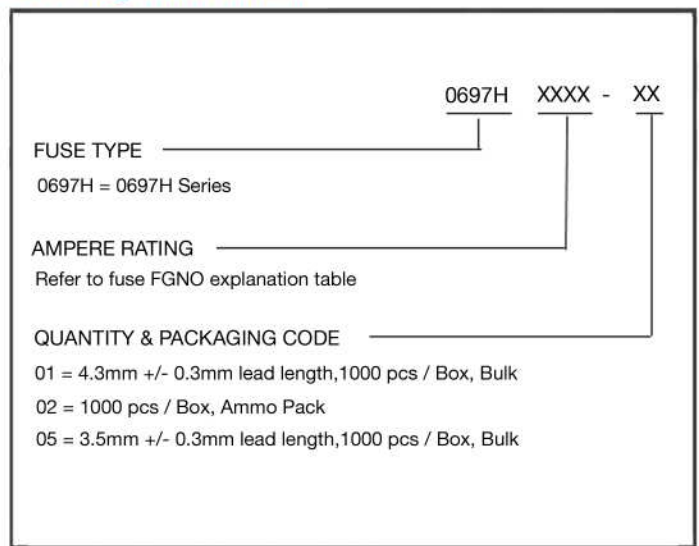 0697H XXXX - XX
FUSE TYPE
0697H = 0697H Series
AMPERE RATING
Refer to fuse FGNO explanation table
QUANTITY & PACKAGING CODE
01 = 4.3mm +/- 0.3mm lead length,1000 pcs / Box, Bulk
02 = 1000 pcs / Box, Ammo Pack
05 = 3.5mm +/- 0.3mm lead length,1000 pcs / Box, Bulk